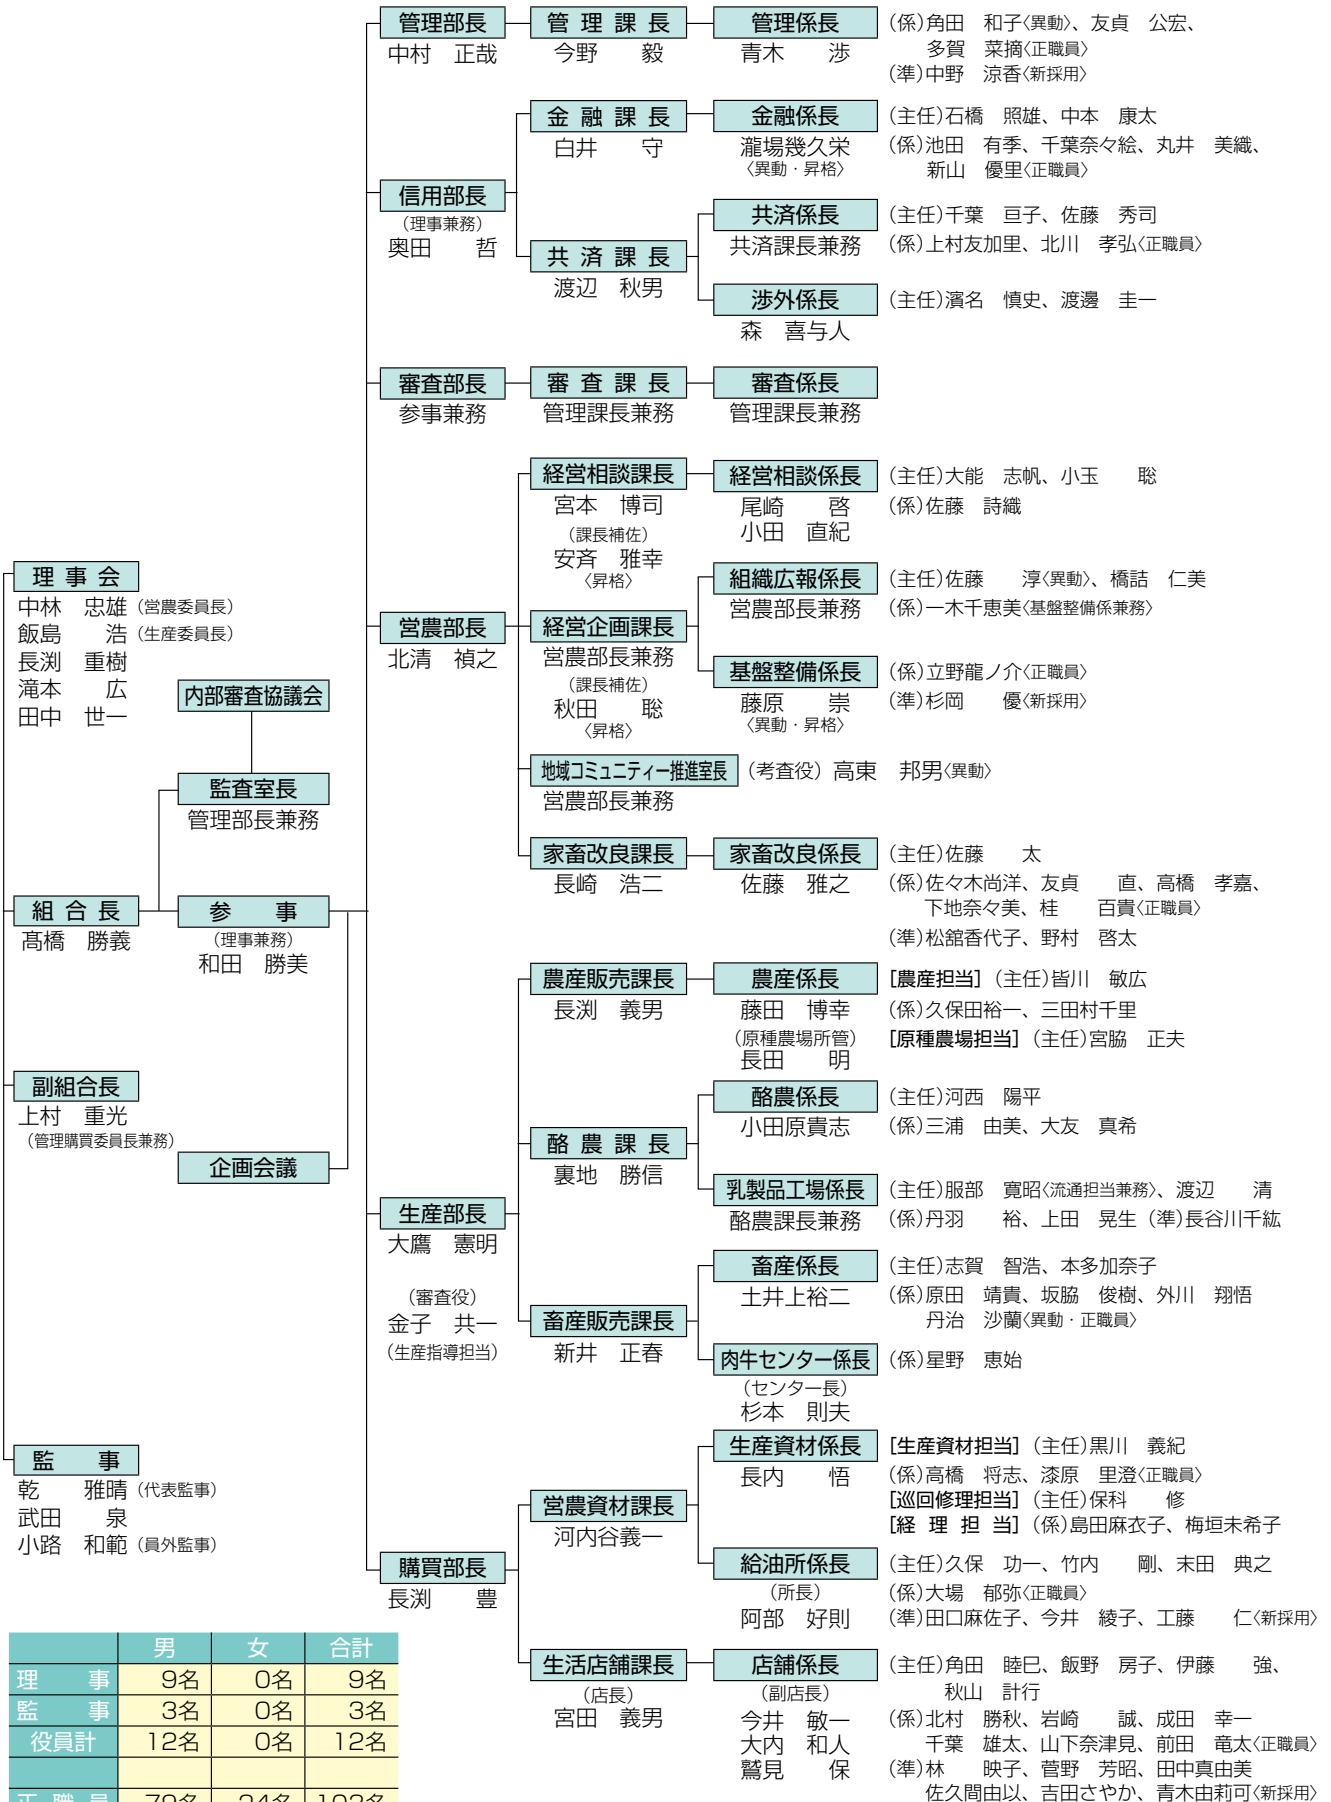 理事会
中林　忠雄（営農委員長）
飯島　　浩（生産委員長）
長渕　重樹
滝本　　広
田中　世一
組合長
髙橋　勝義
副組合長
上村　重光
（管理購買委員長兼務）
監　　事
乾　　雅晴（代表監事）
武田　　泉
小路　和範（員外監事）
内部審査協議会
監査室長
管理部長兼務
参　　事
（理事兼務）
和田　勝美
企画会議
管理部長
中村　正哉
管理課長
今野　　毅
管理係長
青木　　渉
（係）角田　和子〈異動〉、友貞　公宏、
多賀　菜摘〈正職員〉
（準）中野　涼香〈新採用〉
信用部長
（理事兼務）
奥田　　哲
金融課長
白井　　守
金融係長
瀧場幾久栄
〈異動・昇格〉
（主任）石橋　照雄、中本　康太
（係）池田　有季、千葉奈々絵、丸井　美織、
新山　優里〈正職員〉
共済課長
渡辺　秋男
共済係長
共済課長兼務
（主任）千葉　亘子、佐藤　秀司
（係）上村友加里、北川　孝弘〈正職員〉
渉外係長
森　喜与人
（主任）濱名　慎史、渡邊　圭一
審査部長
参事兼務
審査課長
管理課長兼務
審査係長
管理課長兼務
営農部長
北清　禎之
経営相談課長
宮本　博司
（課長補佐）
安斉　雅幸
〈昇格〉
経営相談係長
尾崎　　啓
小田　直紀
（主任）大能　志帆、小玉　　聡
（係）佐藤　詩織
経営企画課長
営農部長兼務
（課長補佐）
秋田　　聡
〈昇格〉
組織広報係長
営農部長兼務
（主任）佐藤　　淳〈異動〉、橋詰　仁美
（係）一木千恵美〈基盤整備係兼務〉
基盤整備係長
藤原　　崇
〈異動・昇格〉
（係）立野龍ノ介〈正職員〉
（準）杉岡　　優〈新採用〉
地域コミュニティー推進室長
営農部長兼務
（考査役）高東　邦男〈異動〉
家畜改良課長
長崎　浩二
家畜改良係長
佐藤　雅之
（主任）佐藤　　太
（係）佐々木尚洋、友貞　　直、高橋　孝嘉、
下地奈々美、桂　　百貴〈正職員〉
（準）松舘香代子、野村　啓太
生産部長
大鷹　憲明
（審査役）
金子　共一
（生産指導担当）
農産販売課長
長渕　義男
農産係長
藤田　博幸
（原種農場所管）
長田　　明
［農産担当］（主任）皆川　敏広
（係）久保田裕一、三田村千里
［原種農場担当］（主任）宮脇　正夫
酪農課長
裏地　勝信
酪農係長
小田原貴志
（主任）河西　陽平
（係）三浦　由美、大友　真希
乳製品工場係長
酪農課長兼務
（主任）服部　寛昭〈流通担当兼務〉、渡辺　　清
（係）丹羽　　裕、上田　晃生（準）長谷川千紘
畜産販売課長
新井　正春
畜産係長
土井上裕二
（主任）志賀　智浩、本多加奈子
（係）原田　靖貴、坂脇　俊樹、外川　翔悟
丹治　沙蘭〈異動・正職員〉
肉牛センター係長
（センター長）
杉本　則夫
（係）星野　恵始
購買部長
長渕　　豊
営農資材課長
河内谷義一
生産資材係長
長内　　悟
［生産資材担当］（主任）黒川　義紀
（係）高橋　将志、漆原　里澄〈正職員〉
［巡回修理担当］（主任）保科　　修
［経理担当］（係）島田麻衣子、梅垣未希子
給油所係長
（所長）
阿部　好則
（主任）久保　功一、竹内　　剛、末田　典之
（係）大場　郁弥〈正職員〉
（準）田口麻佐子、今井　綾子、工藤　　仁〈新採用〉
生活店舗課長
（店長）
宮田　義男
店舗係長
（副店長）
今井　敏一
大内　和人
鷲見　　保
（主任）角田　睦巳、飯野　房子、伊藤　　強、
秋山　計行
（係）北村　勝秋、岩崎　　誠、成田　幸一
千葉　雄太、山下奈津見、前田　竜太〈正職員〉
（準）林　　映子、菅野　芳昭、田中真由美
佐久間由以、吉田さやか、青木由莉可〈新採用〉
男　女　合計
理　　事　9名　0名　9名
監　　事　3名　0名　3名
役員計　12名　0名　12名
正職員　79名　24名　103名